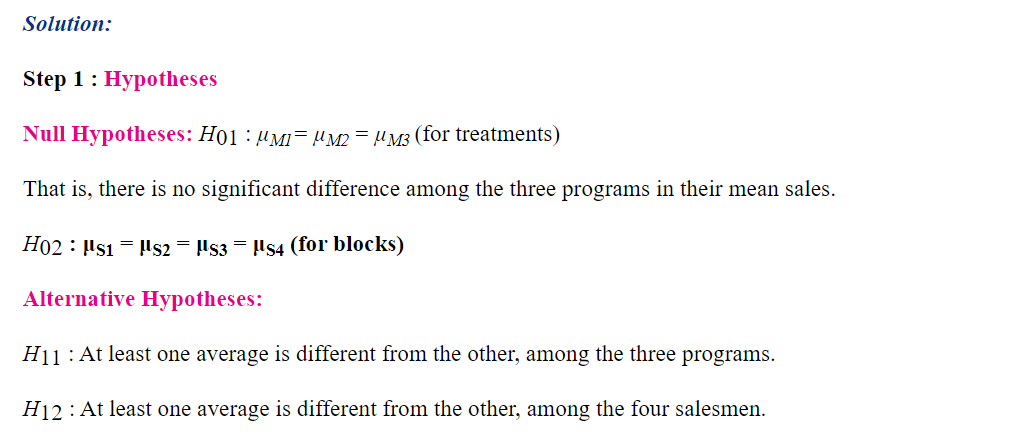 Solution:
Step 1 : Hypotheses
Null Hypotheses: H01 : μM1= μM2 = μM3 (for treatments)
That is, there is no significant difference among the three programs in their mean sales.
H02 : μS1 = μS2 = μS3 = μS4 (for blocks)
Alternative Hypotheses:
H11 : At least one average is different from the other, among the three programs.
H12 : At least one average is different from the other, among the four salesmen.